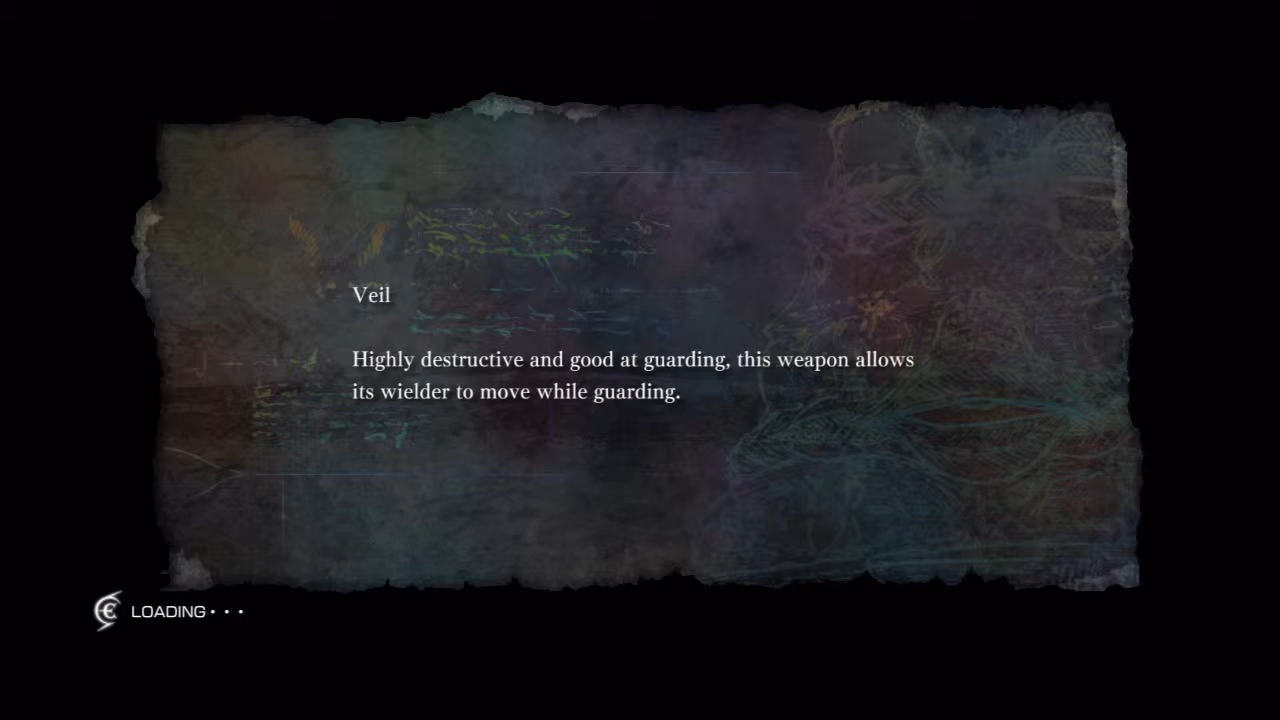 Veil
Highly destructive and good at guarding, this weapon allows
its wielder to move while guarding.
LOADING • • •